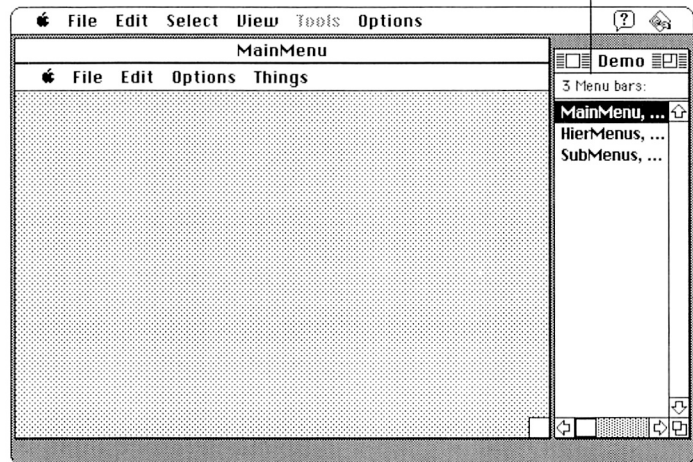 File Edit Select View Tools Options ?
MainMenu
File Edit Options Things
Demo
3 Menu bars:
MainMenu, ...
HierMenus, ...
SubMenus, ...